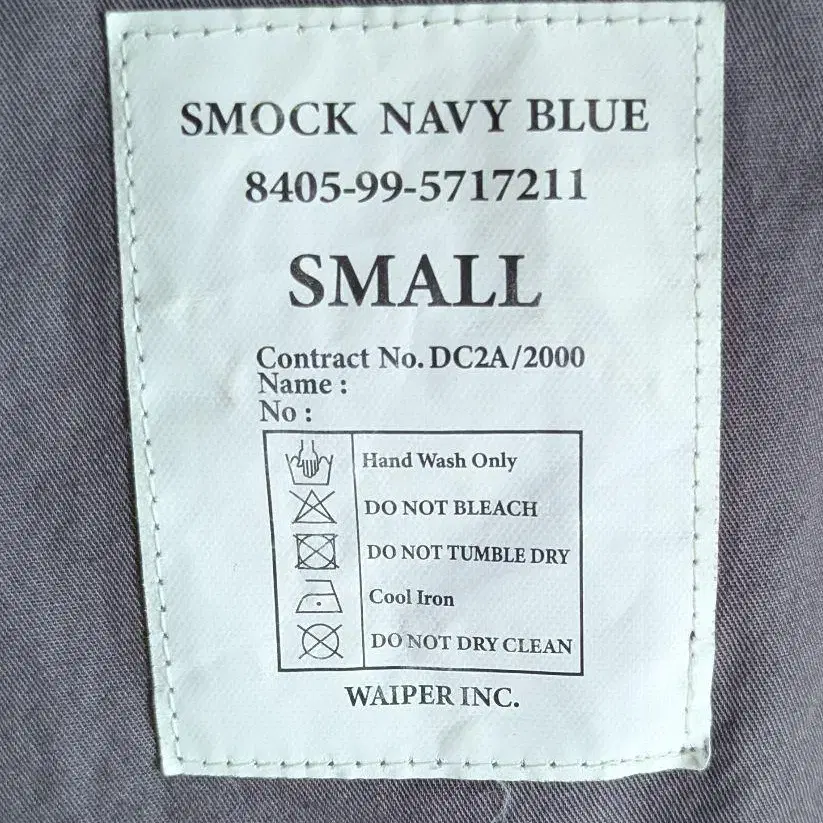 SMOCK NAVY BLUE
8405-99-5717211
SMALL
Contract No. DC2A/2000
Name :
No :
Hand Wash Only
DO NOT BLEACH
DO NOT TUMBLE DRY
Cool Iron
DO NOT DRY CLEAN
WAIPER INC.